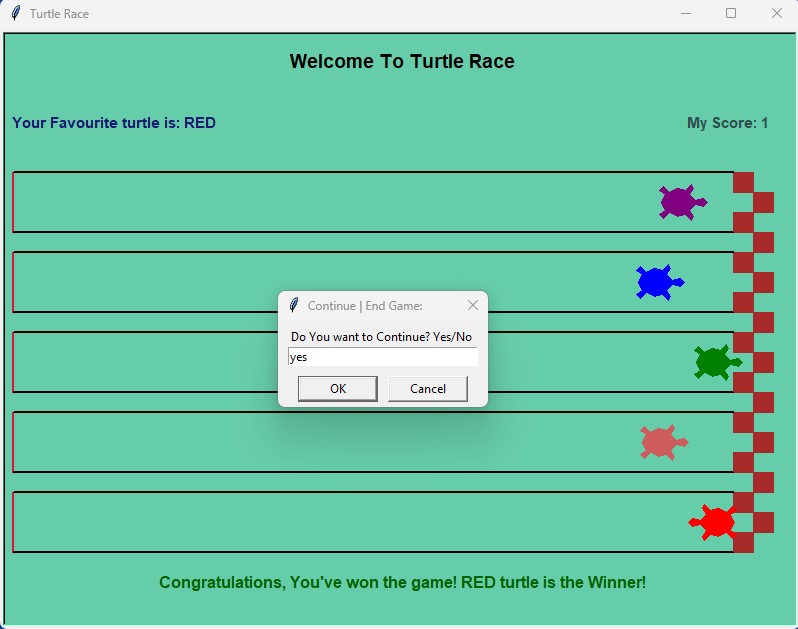 Turtle Race
Welcome To Turtle Race
Your Favourite turtle is: RED
My Score: 1
Continue | End Game:
Do You want to Continue? Yes/No
yes
OK
Cancel
Congratulations, You've won the game! RED turtle is the Winner!